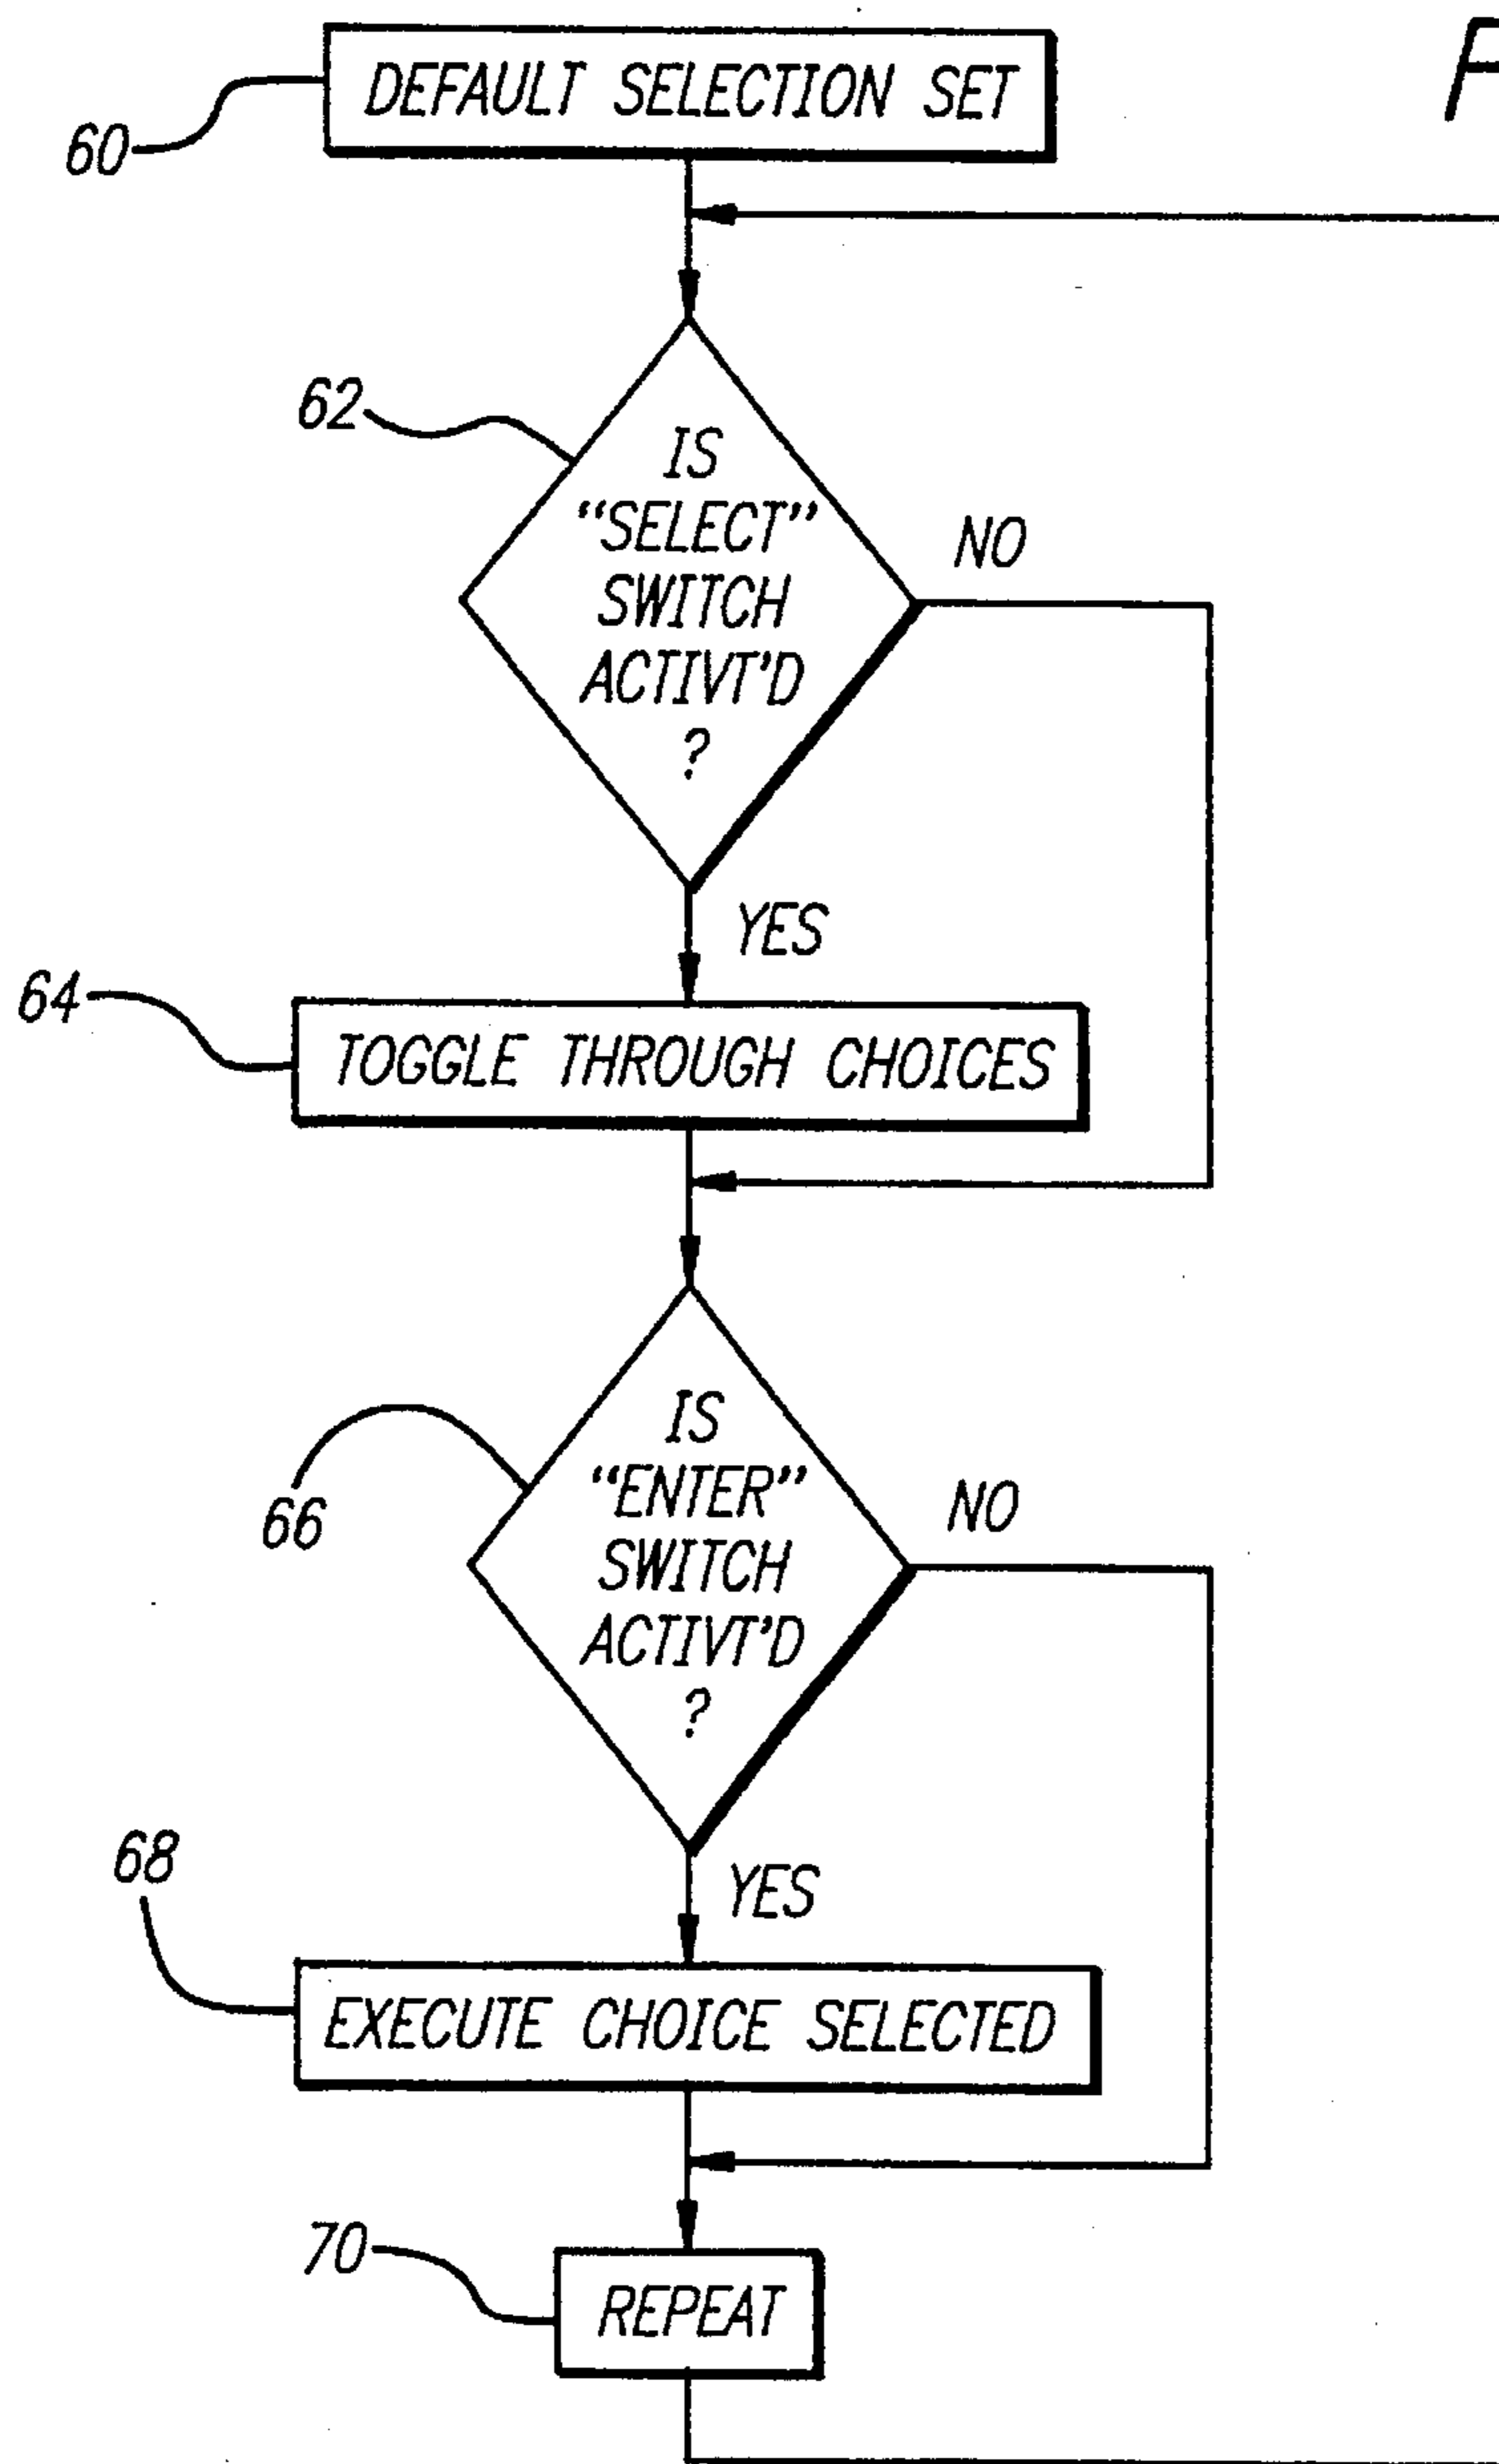 DEFAULT SELECTION SET
60
62
IS
“SELECT”
SWITCH
ACTIVT'D
?
NO
YES
64
TOGGLE THROUGH CHOICES
66
IS
“ENTER”
SWITCH
ACTIVT'D
?
NO
YES
68
EXECUTE CHOICE SELECTED
70
REPEAT